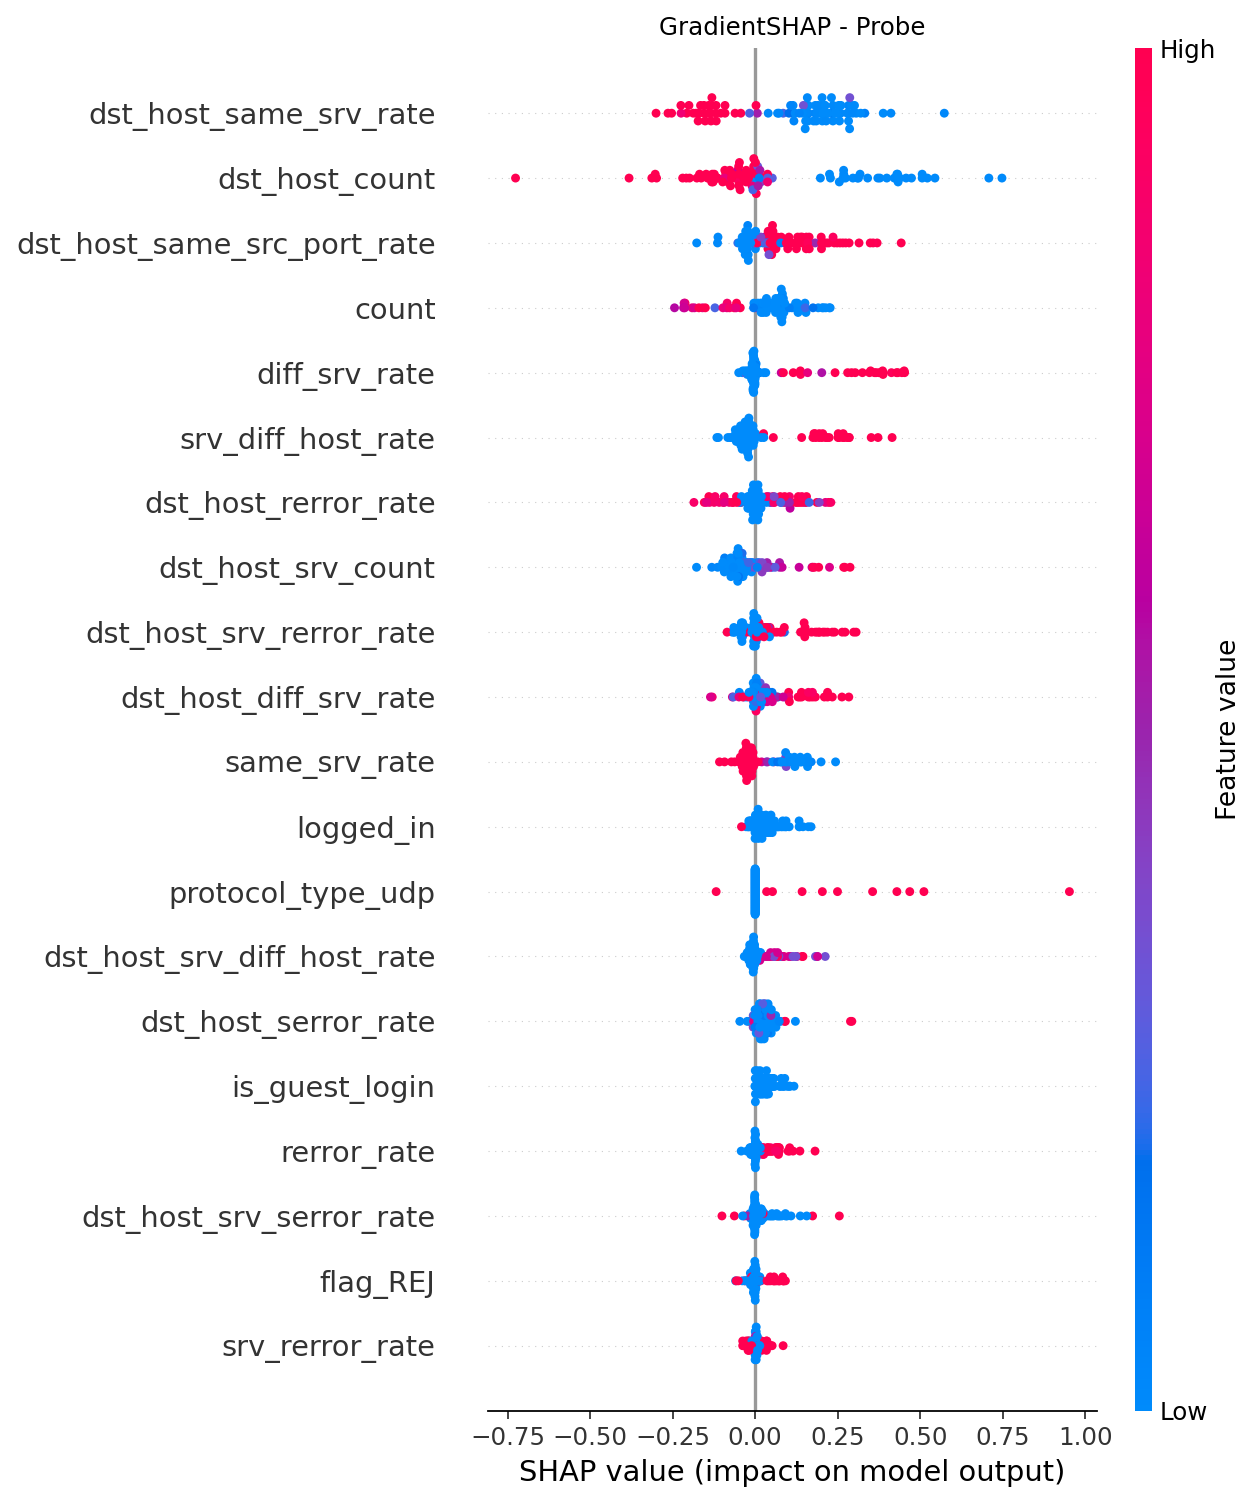 GradientSHAP - Probe
High
dst_host_same_srv_rate
dst_host_count
dst_host_same_src_port_rate
count
diff_srv_rate
srv_diff_host_rate
dst_host_rerror_rate
dst_host_srv_count
dst_host_srv_rerror_rate
dst_host_diff_srv_rate
same_srv_rate
logged_in
protocol_type_udp
dst_host_srv_diff_host_rate
dst_host_serror_rate
is_guest_login
rerror_rate
dst_host_srv_serror_rate
flag_REJ
srv_rerror_rate
Feature value
Low
−0.75 −0.50 −0.25 0.00 0.25 0.50 0.75 1.00
SHAP value (impact on model output)